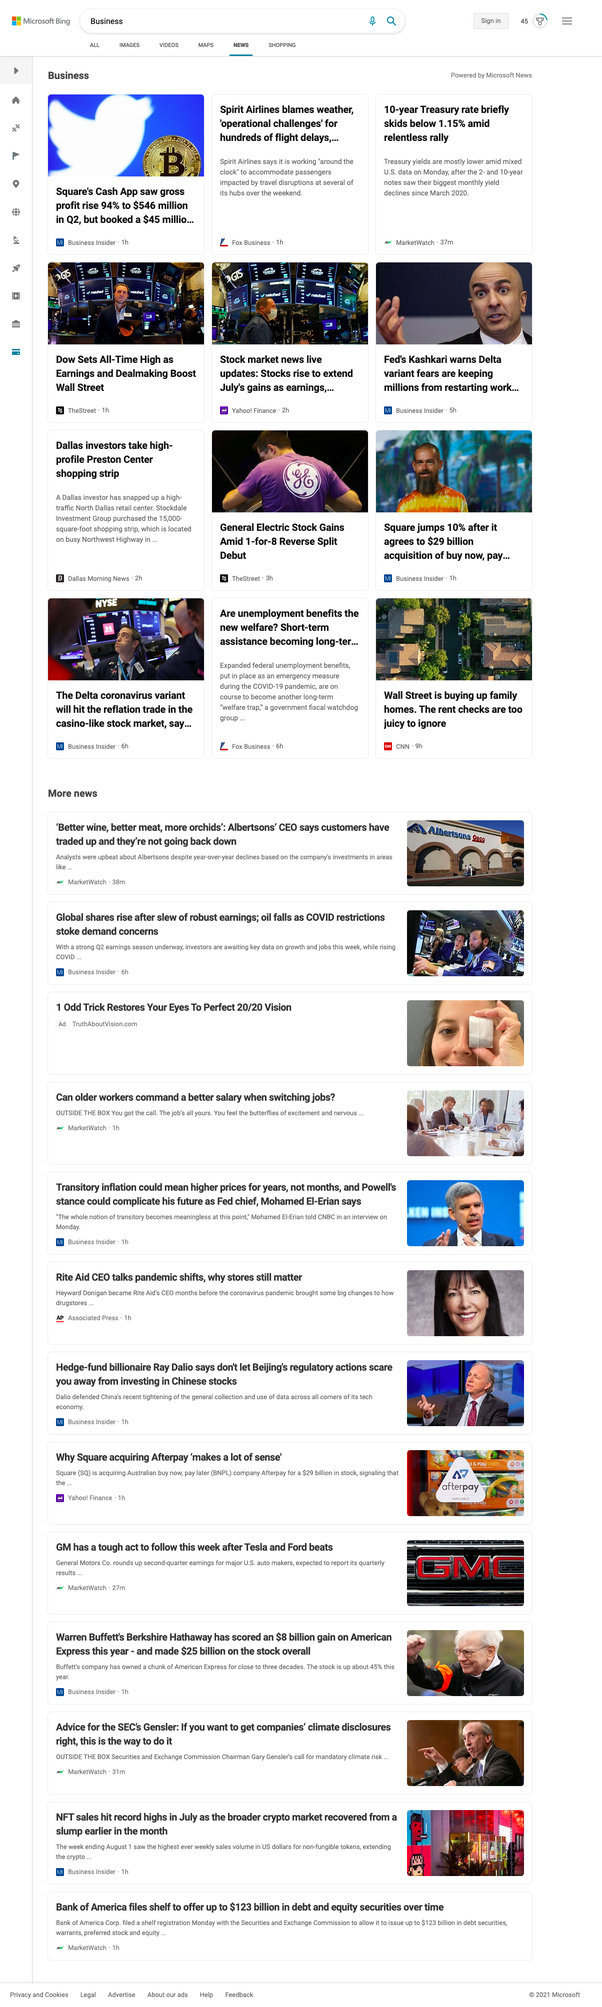 Microsoft Bing
Business
Sign in
45
ALL IMAGES VIDEOS MAPS NEWS SHOPPING
Business
Powered by Microsoft News
Square's Cash App saw gross
profit rise 94% to $546 million
in Q2, but booked a $45 millio...
Business Insider · 1h
Spirit Airlines blames weather,
'operational challenges' for
hundreds of flight delays,...
Spirit Airlines says it is working "around the
clock" to accommodate passengers
impacted by travel disruptions at several of
its hubs over the weekend.
Fox Business · 1h
10-year Treasury rate briefly
skids below 1.15% amid
relentless rally
Treasury yields are mostly lower amid mixed
U.S. data on Monday, after the 2- and 10-year
notes saw their biggest monthly yield
declines since March 2020.
MarketWatch · 37m
Dow Sets All-Time High as
Earnings and Dealmaking Boost
Wall Street
TheStreet · 1h
Stock market news live
updates: Stocks rise to extend
July's gains as earnings,...
Yahoo! Finance · 2h
Fed's Kashkari warns Delta
variant fears are keeping
millions from restarting work...
Business Insider · 5h
Dallas investors take high-
profile Preston Center
shopping strip
A Dallas investor has snapped up a high-
traffic North Dallas retail center. Stockdale
Investment Group purchased the 15,000-
square-foot shopping strip, which is located
on busy Northwest Highway in ...
Dallas Morning News · 2h
General Electric Stock Gains
Amid 1-for-8 Reverse Split
Debut
TheStreet · 3h
Square jumps 10% after it
agrees to $29 billion
acquisition of buy now, pay...
Business Insider · 1h
NYSE
The Delta coronavirus variant
will hit the reflation trade in the
casino-like stock market, say...
Business Insider · 6h
Are unemployment benefits the
new welfare? Short-term
assistance becoming long-ter...
Expanded federal unemployment benefits,
put in place as an emergency measure
during the COVID-19 pandemic, are on
course to become another long-term
"welfare trap," a government fiscal watchdog
group ...
Fox Business · 6h
Wall Street is buying up family
homes. The rent checks are too
juicy to ignore
CNN · 9h
More news
'Better wine, better meat, more orchids': Albertsons' CEO says customers have
traded up and they're not going back down
Analysts were upbeat about Albertsons despite year-over-year declines based on the company's investments in areas
like ...
MarketWatch · 38m
Albertsons
Global shares rise after slew of robust earnings; oil falls as COVID restrictions
stoke demand concerns
With a strong Q2 earnings season underway, investors are awaiting key data on growth and jobs this week, while rising
COVID ...
Business Insider · 6h
1 Odd Trick Restores Your Eyes To Perfect 20/20 Vision
Ad TruthAboutVision.com
Can older workers command a better salary when switching jobs?
OUTSIDE THE BOX You got the call. The job's all yours. You feel the butterflies of excitement and nervous ...
MarketWatch · 1h
Transitory inflation could mean higher prices for years, not months, and Powell's
stance could complicate his future as Fed chief, Mohamed El-Erian says
"The whole notion of transitory becomes meaningless at this point," Mohamed El-Erian told CNBC in an interview on
Monday.
Business Insider · 1h
Rite Aid CEO talks pandemic shifts, why stores still matter
Heyward Donigan became Rite Aid's CEO months before the coronavirus pandemic brought some big changes to how
drugstores ...
AP Associated Press · 1h
Hedge-fund billionaire Ray Dalio says don't let Beijing's regulatory actions scare
you away from investing in Chinese stocks
Dalio defended China's recent tightening of the general collection and use of data across all corners of its tech
economy.
Business Insider · 1h
Why Square acquiring Afterpay 'makes a lot of sense'
Square (SQ) is acquiring Australian buy now, pay later (BNPL) company Afterpay for a $29 billion in stock, signaling that
the ...
Yahoo! Finance · 1h
afterpay
GM has a tough act to follow this week after Tesla and Ford beats
General Motors Co. rounds up second-quarter earnings for major U.S. auto makers, expected to report its quarterly
results ...
MarketWatch · 27m
GMC
Warren Buffett's Berkshire Hathaway has scored an $8 billion gain on American
Express this year - and made $25 billion on the stock overall
Buffett's company has owned a chunk of American Express for close to three decades. The stock is up about 45% this
year.
Business Insider · 1h
Advice for the SEC's Gensler: If you want to get companies' climate disclosures
right, this is the way to do it
OUTSIDE THE BOX Securities and Exchange Commission Chairman Gary Gensler's call for mandatory climate risk ...
MarketWatch · 31m
NFT sales hit record highs in July as the broader crypto market recovered from a
slump earlier in the month
The week ending August 1 saw the highest ever weekly sales volume in US dollars for non-fungible tokens, extending
the crypto ...
Business Insider · 1h
Bank of America files shelf to offer up to $123 billion in debt and equity securities over time
Bank of America Corp. filed a shelf registration Monday with the Securities and Exchange Commission to allow it to issue up to $123 billion in debt securities,
warrants, preferred stock and equity ...
MarketWatch · 1h
Privacy and Cookies Legal Advertise About our ads Help Feedback
© 2021 Microsoft